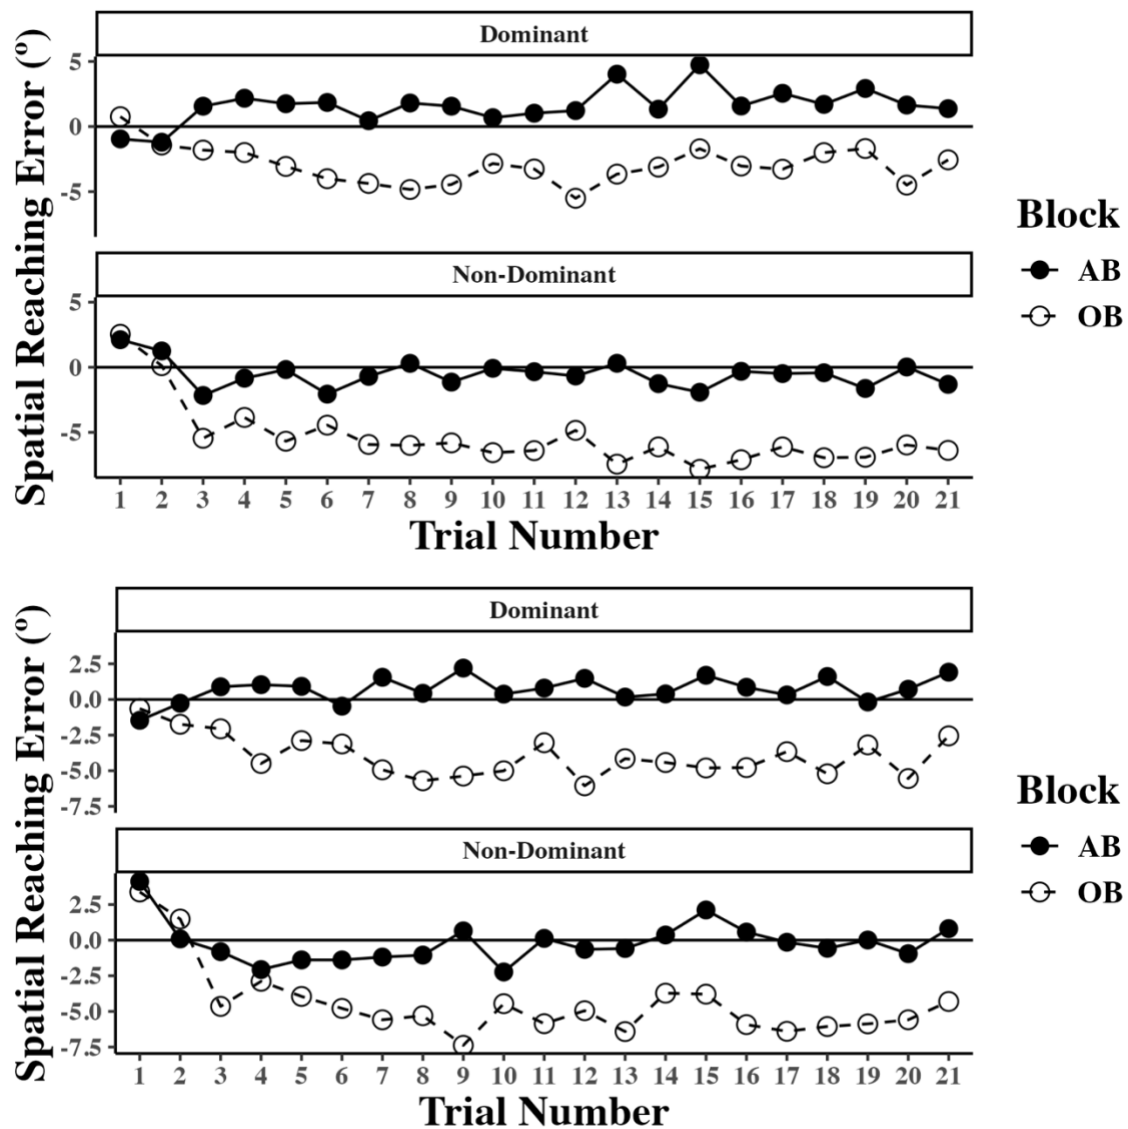 Dominant
Spatial Reaching Error (º)
5
0
-5
Non-Dominant
5
0
-5
1 2 3 4 5 6 7 8 9 10 11 12 13 14 15 16 17 18 19 20 21
Trial Number
Block
AB
OB
Dominant
Spatial Reaching Error (º)
2.5
0.0
-2.5
-5.0
-7.5
Non-Dominant
2.5
0.0
-2.5
-5.0
-7.5
1 2 3 4 5 6 7 8 9 10 11 12 13 14 15 16 17 18 19 20 21
Trial Number
Block
AB
OB